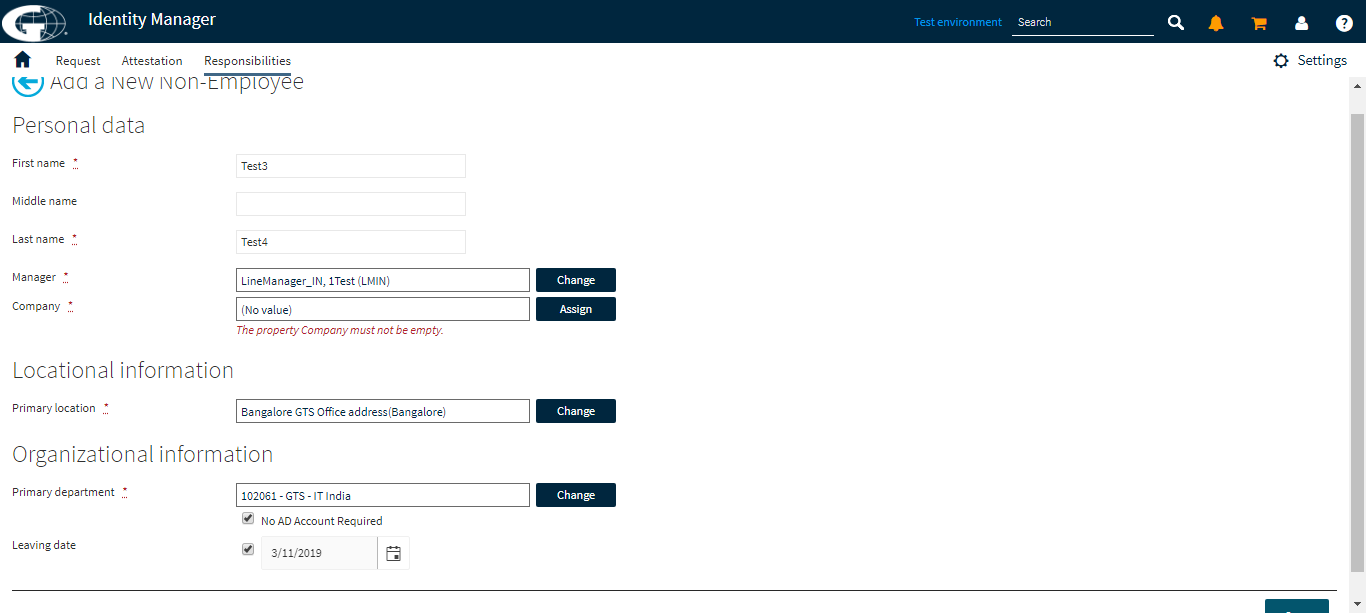 Identity Manager
Test environment
Search
Request
Attestation
Responsibilities
Settings
Add a New Non-Employee
Personal data
First name *
Test3
Middle name
Last name *
Test4
Manager *
LineManager_IN, 1Test (LMIN)
Change
Company *
(No value)
Assign
The property Company must not be empty.
Locational information
Primary location *
Bangalore GTS Office address(Bangalore)
Change
Organizational information
Primary department *
102061 - GTS - IT India
Change
No AD Account Required
Leaving date
3/11/2019